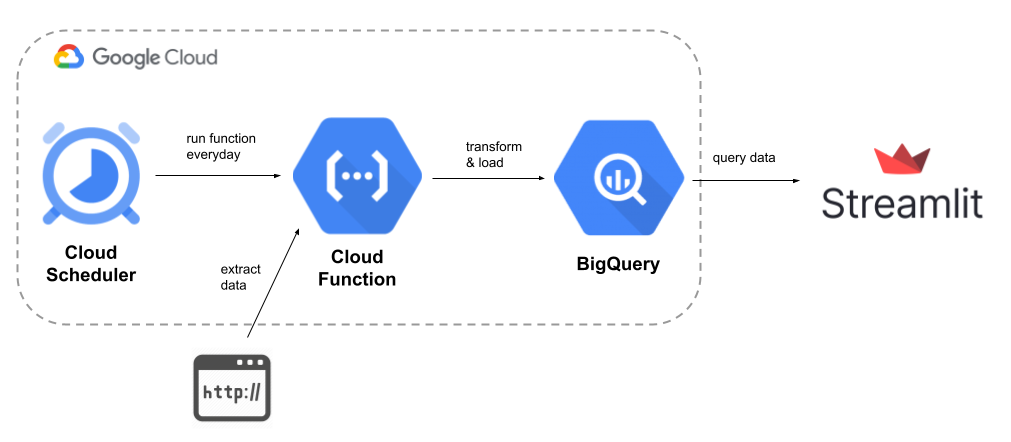 Google Cloud
run function
everyday
transform
& load
query data
Streamlit
Cloud
Scheduler
Cloud
Function
BigQuery
extract
data
http://